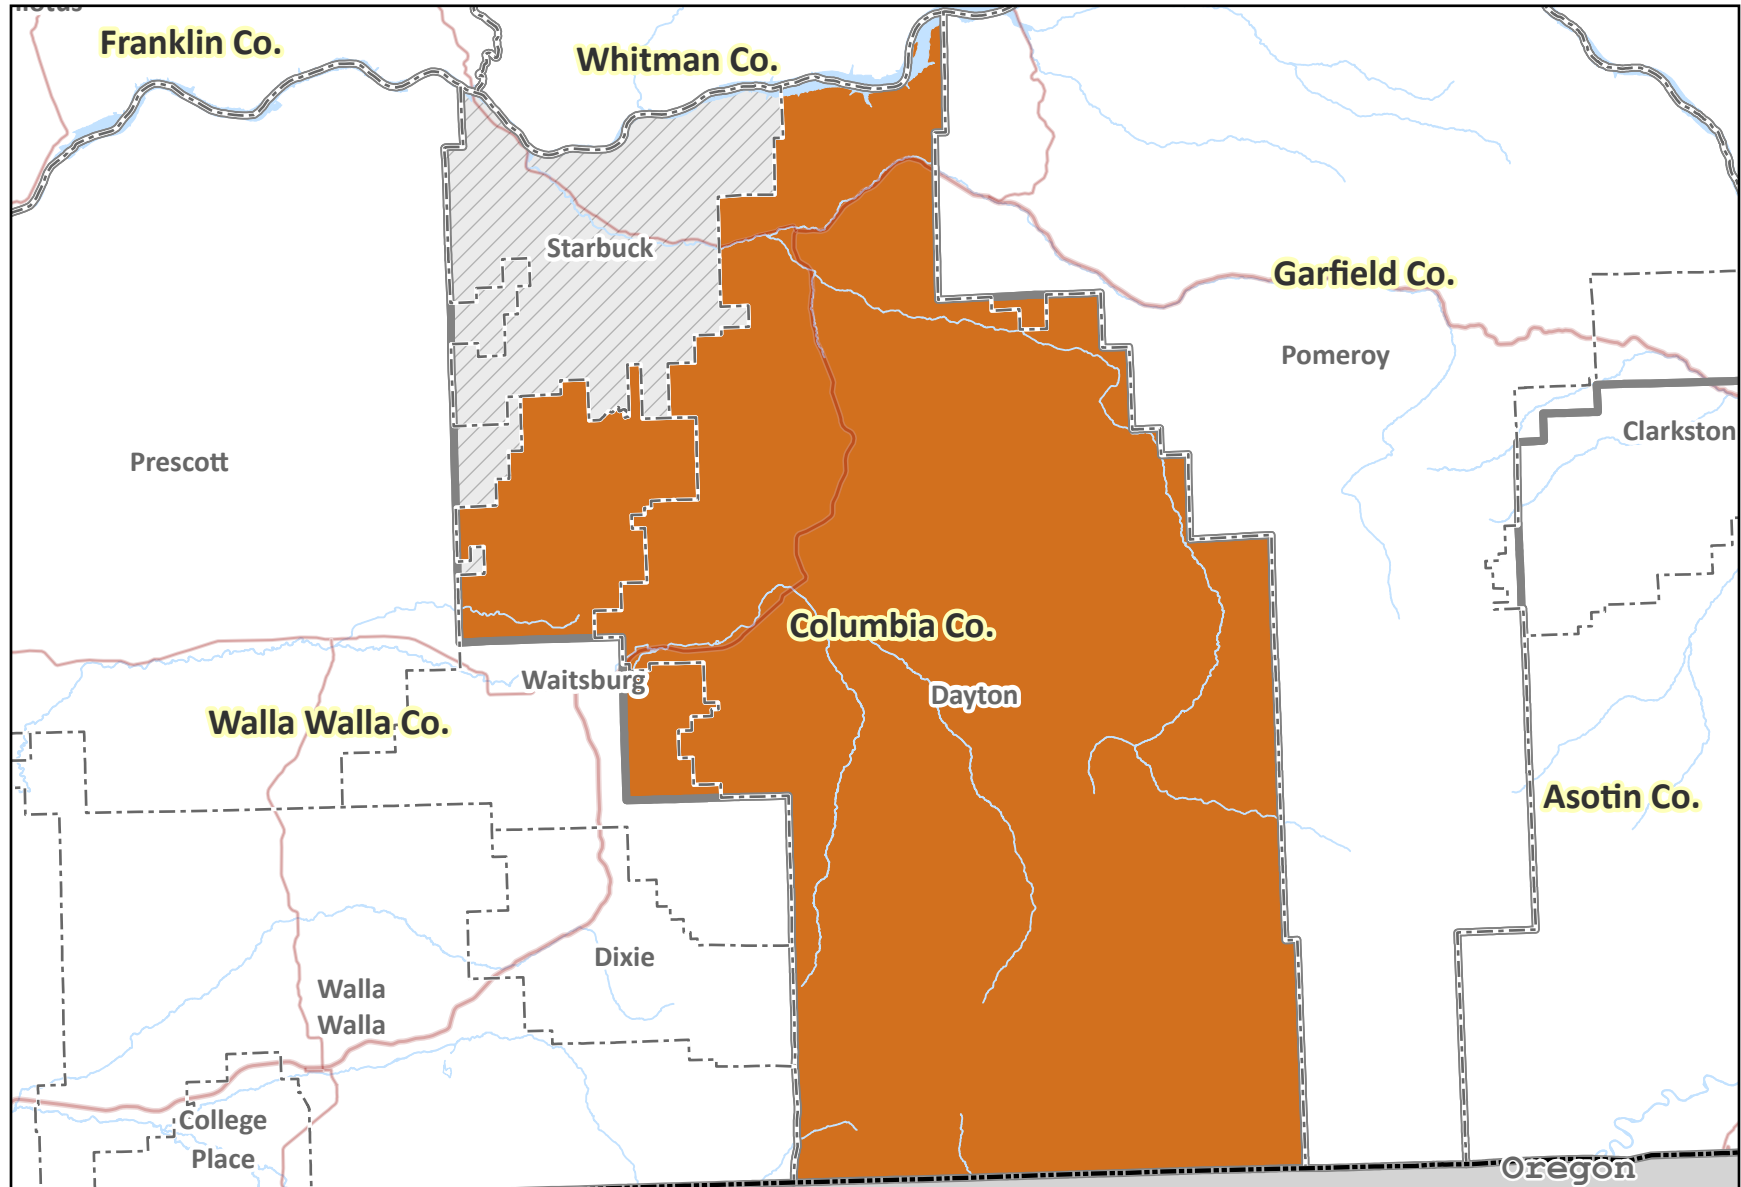 Franklin Co.
Whitman Co.
Starbuck
Garfield Co.
Pomeroy
Clarkston
Prescott
Columbia Co.
Waitsburg
Dayton
Walla Walla Co.
Asotin Co.
Dixie
Walla
Walla
College
Place
Oregon